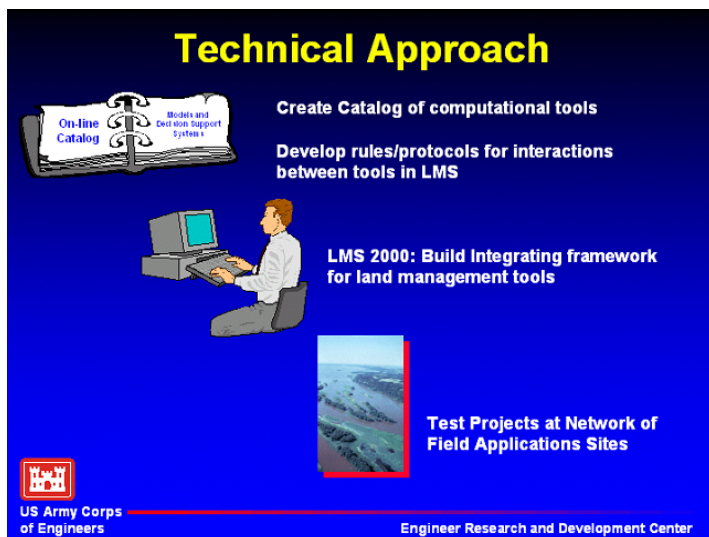 Technical Approach
On-line
Catalog
Models and
Decision Support
Systems
Create Catalog of computational tools
Develop rules/protocols for interactions
between tools in LMS
LMS 2000: Build Integrating framework
for land management tools
Test Projects at Network of
Field Applications Sites
US Army Corps
of Engineers
Engineer Research and Development Center